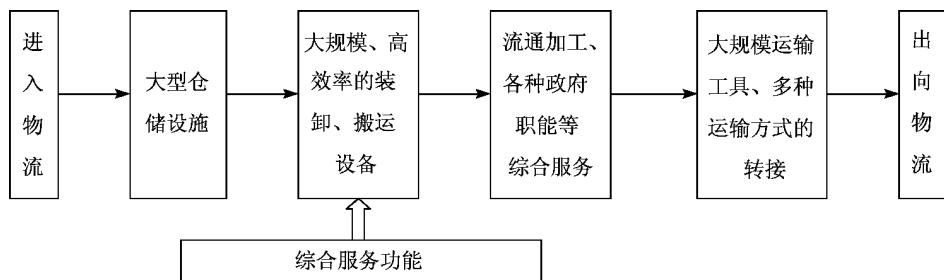 进
入
物
流
大型仓
储设施
大规模、高
效率的装
卸、搬运
设备
流通加工、
各种政府
职能等
综合服务
大规模运输
工具、多种
运输方式的
转接
出
向
物
流
综合服务功能